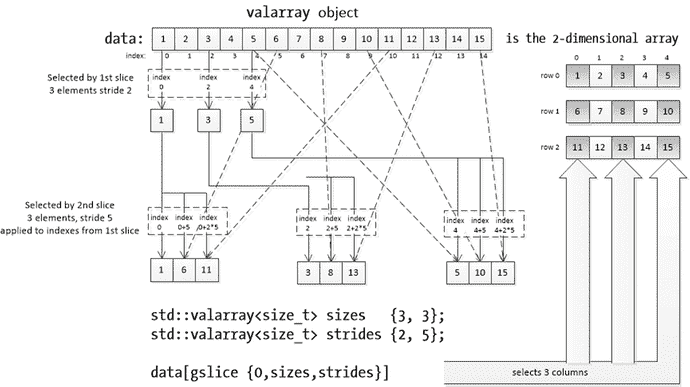 valarray object
data: 1 2 3 4 5 6 7 8 9 10 11 12 13 14 15
index: 0 1 2 3 4 5 6 7 8 9 10 11 12 13 14
is the 2-dimensional array
0 1 2 3 4
row 0 1 2 3 4 5
row 1 6 7 8 9 10
row 2 11 12 13 14 15
Selected by 1st slice
3 elements stride 2
index index index
0 2 4
1 3 5
Selected by 2nd slice
3 elements, stride 5
applied to indexes from 1st slice
index index index index index index index index index
0 0+5 0+2*5 2 2+5 2+2*5 4 4+5 4+2*5
1 6 11 3 8 13 5 10 15
std::valarray<size_t> sizes {3, 3};
std::valarray<size_t> strides {2, 5};
data[gslice {0,sizes,strides}]
selects 3 columns